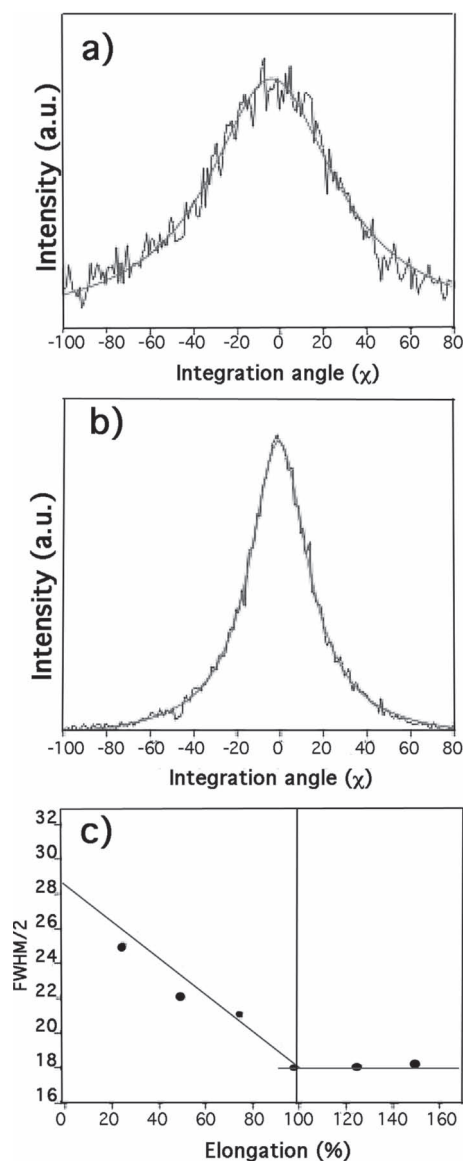 a)
Intensity (a.u.)
-100 -80 -60 -40 -20 0 20 40 60 80
Integration angle (χ)
b)
Intensity (a.u.)
-100 -80 -60 -40 -20 0 20 40 60 80
Integration angle (χ)
c)
FWHM/2
32
30
28
26
24
22
20
18
16
0 20 40 60 80 100 120 140 160
Elongation (%)